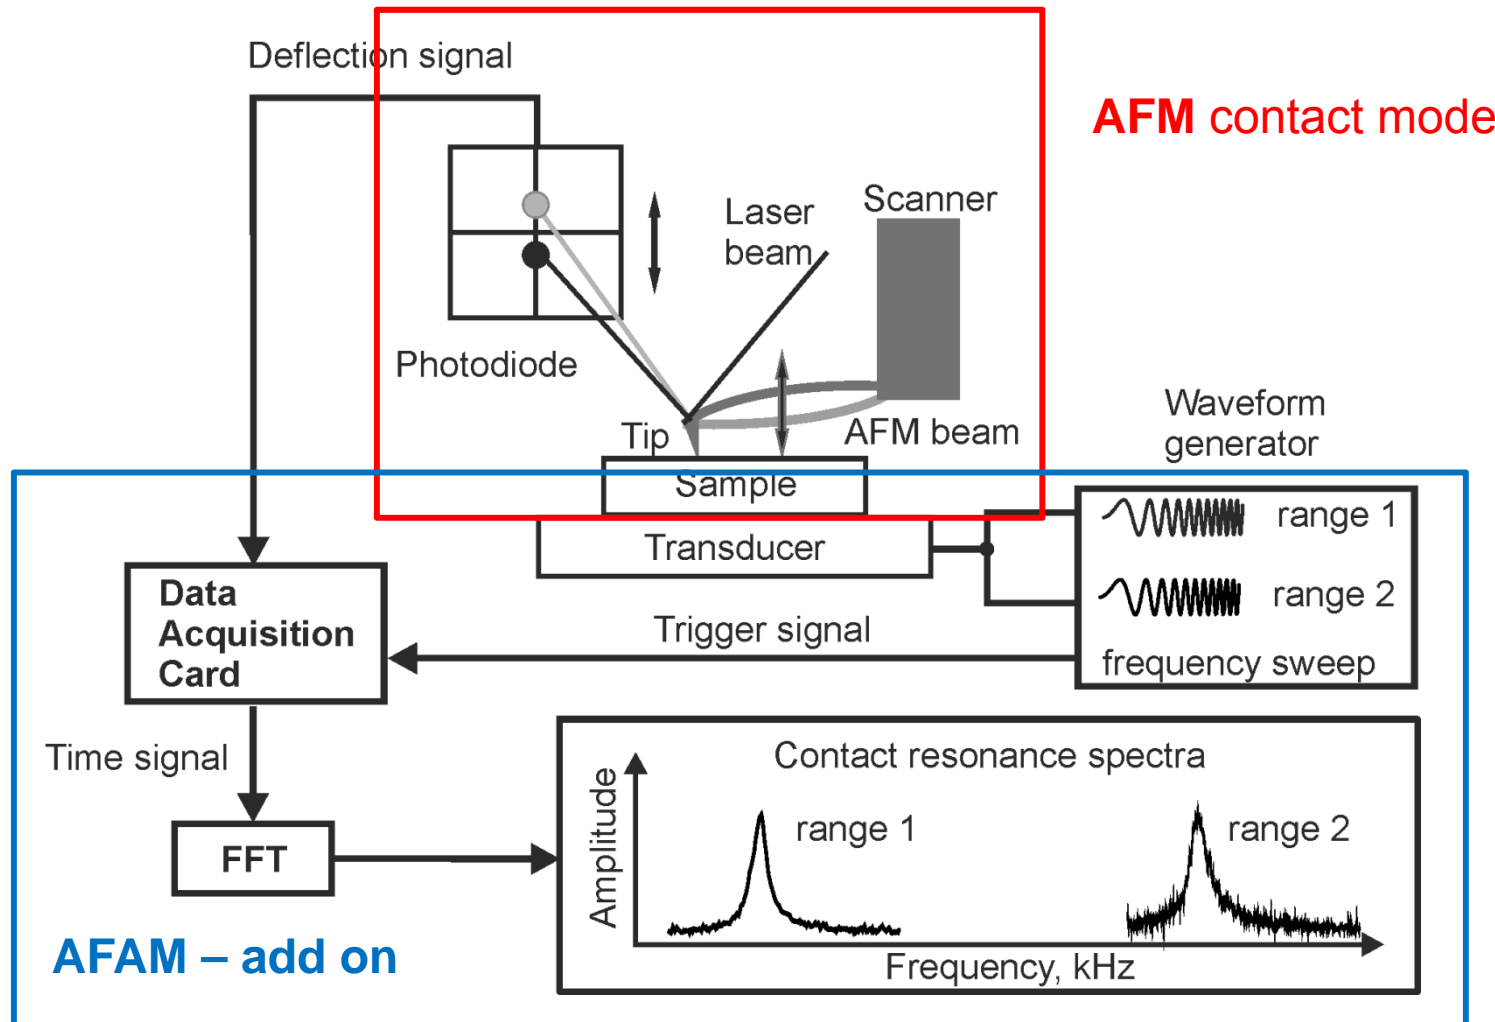 Deflection signal
AFM contact mode
Scanner
Laser
beam
Photodiode
Tip
AFM beam
Waveform
generator
Sample
range 1
Transducer
range 2
Data
Acquisition
Card
Trigger signal
frequency sweep
Time signal
Contact resonance spectra
Amplitude
range 1
range 2
FFT
Frequency, kHz
AFAM – add on